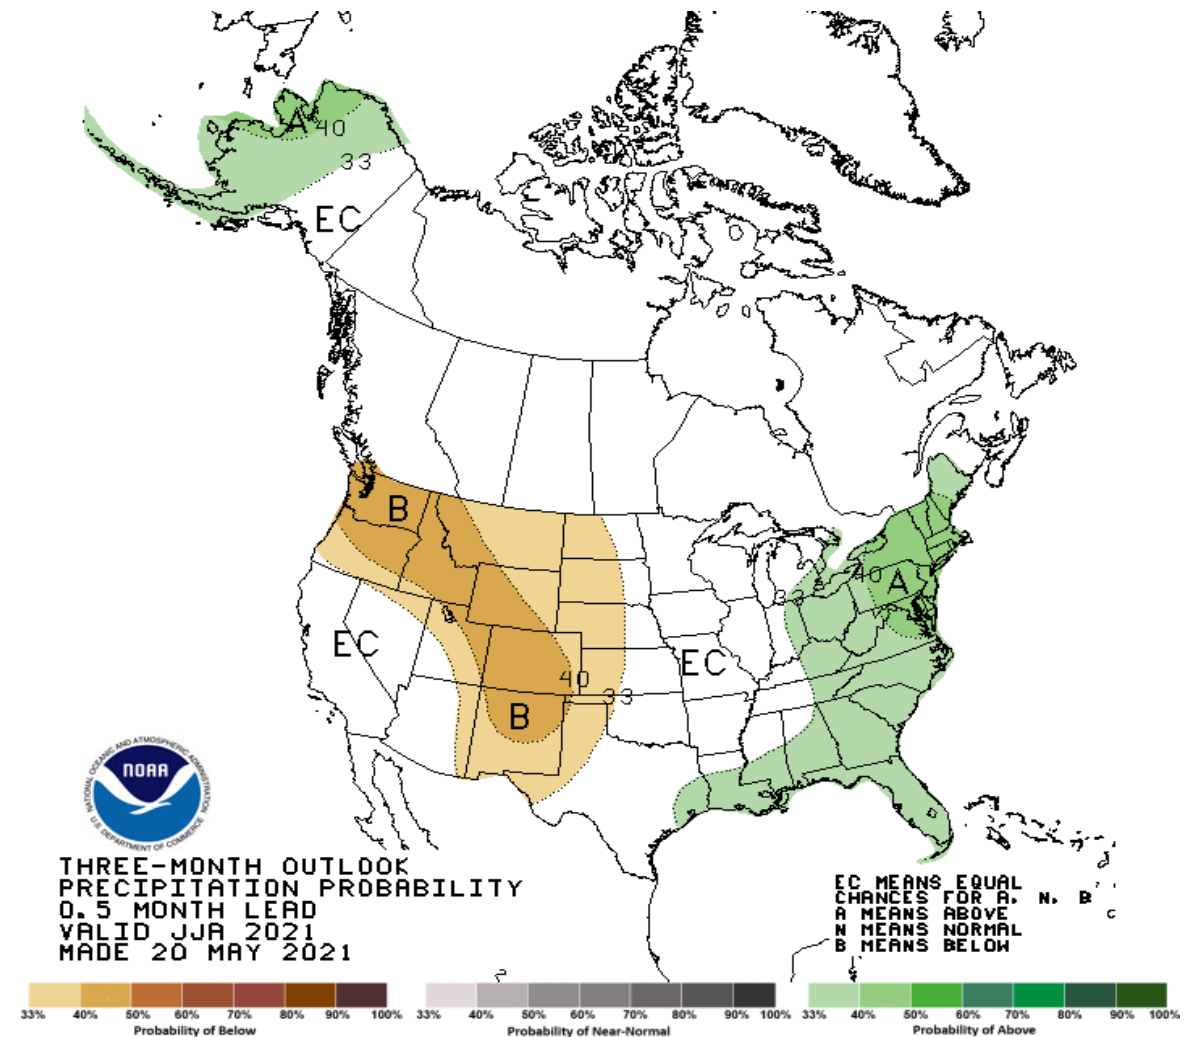 A 40
33
EC
B
40
A
33
EC
EC
40
33
B
NATIONAL OCEANIC AND ATMOSPHERIC ADMINISTRATION
NOAA
U.S. DEPARTMENT OF COMMERCE
THREE-MONTH OUTLOOK
PRECIPITATION PROBABILITY
0.5 MONTH LEAD
VALID JJA 2021
MADE 20 MAY 2021
EC MEANS EQUAL
CHANCES FOR A, N, B
A MEANS ABOVE
N MEANS NORMAL
B MEANS BELOW
33% 40% 50% 60% 70% 80% 90% 100%
Probability of Below
33% 40% 50% 60% 70% 80% 90% 100%
Probability of Near-Normal
33% 40% 50% 60% 70% 80% 90% 100%
Probability of Above